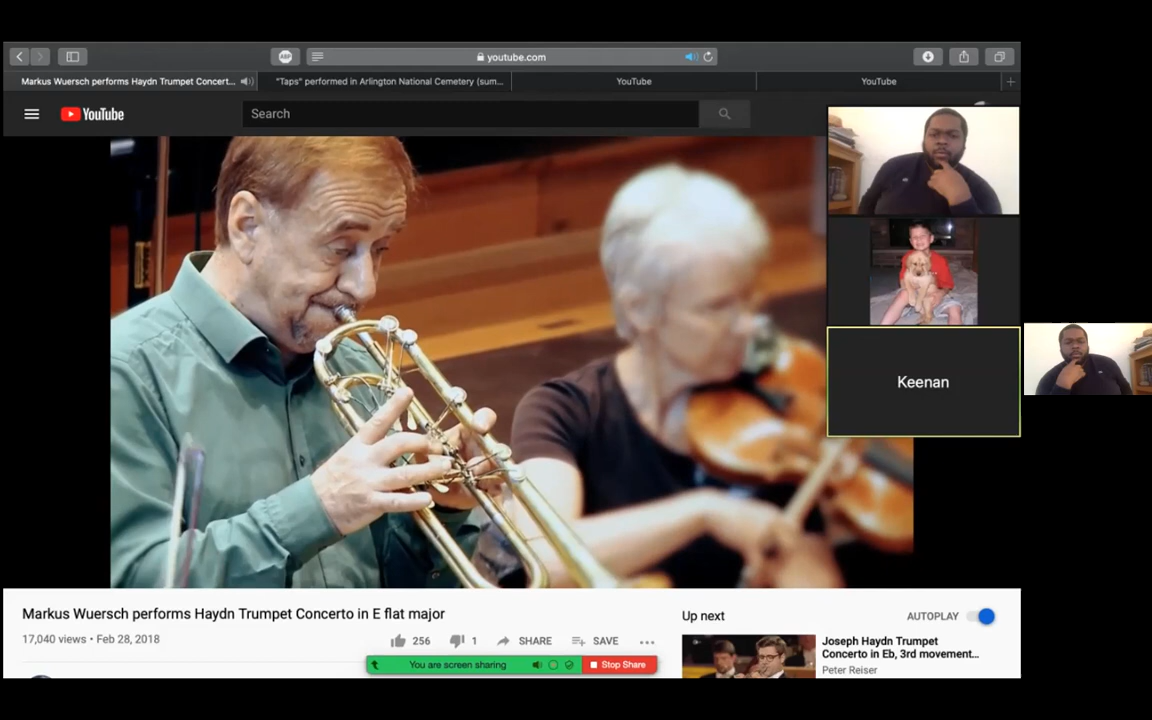 youtube.com
Markus Wuersch performs Haydn Trumpet Concert...
"Taps" performed in Arlington National Cemetery (sum...
YouTube
YouTube
YouTube
Search
Keenan
Markus Wuersch performs Haydn Trumpet Concerto in E flat major
17,040 views • Feb 28, 2018
256
1
SHARE
SAVE
You are screen sharing
Stop Share
Up next
AUTOPLAY
Joseph Haydn Trumpet
Concerto in Eb, 3rd movement...
Peter Reiser